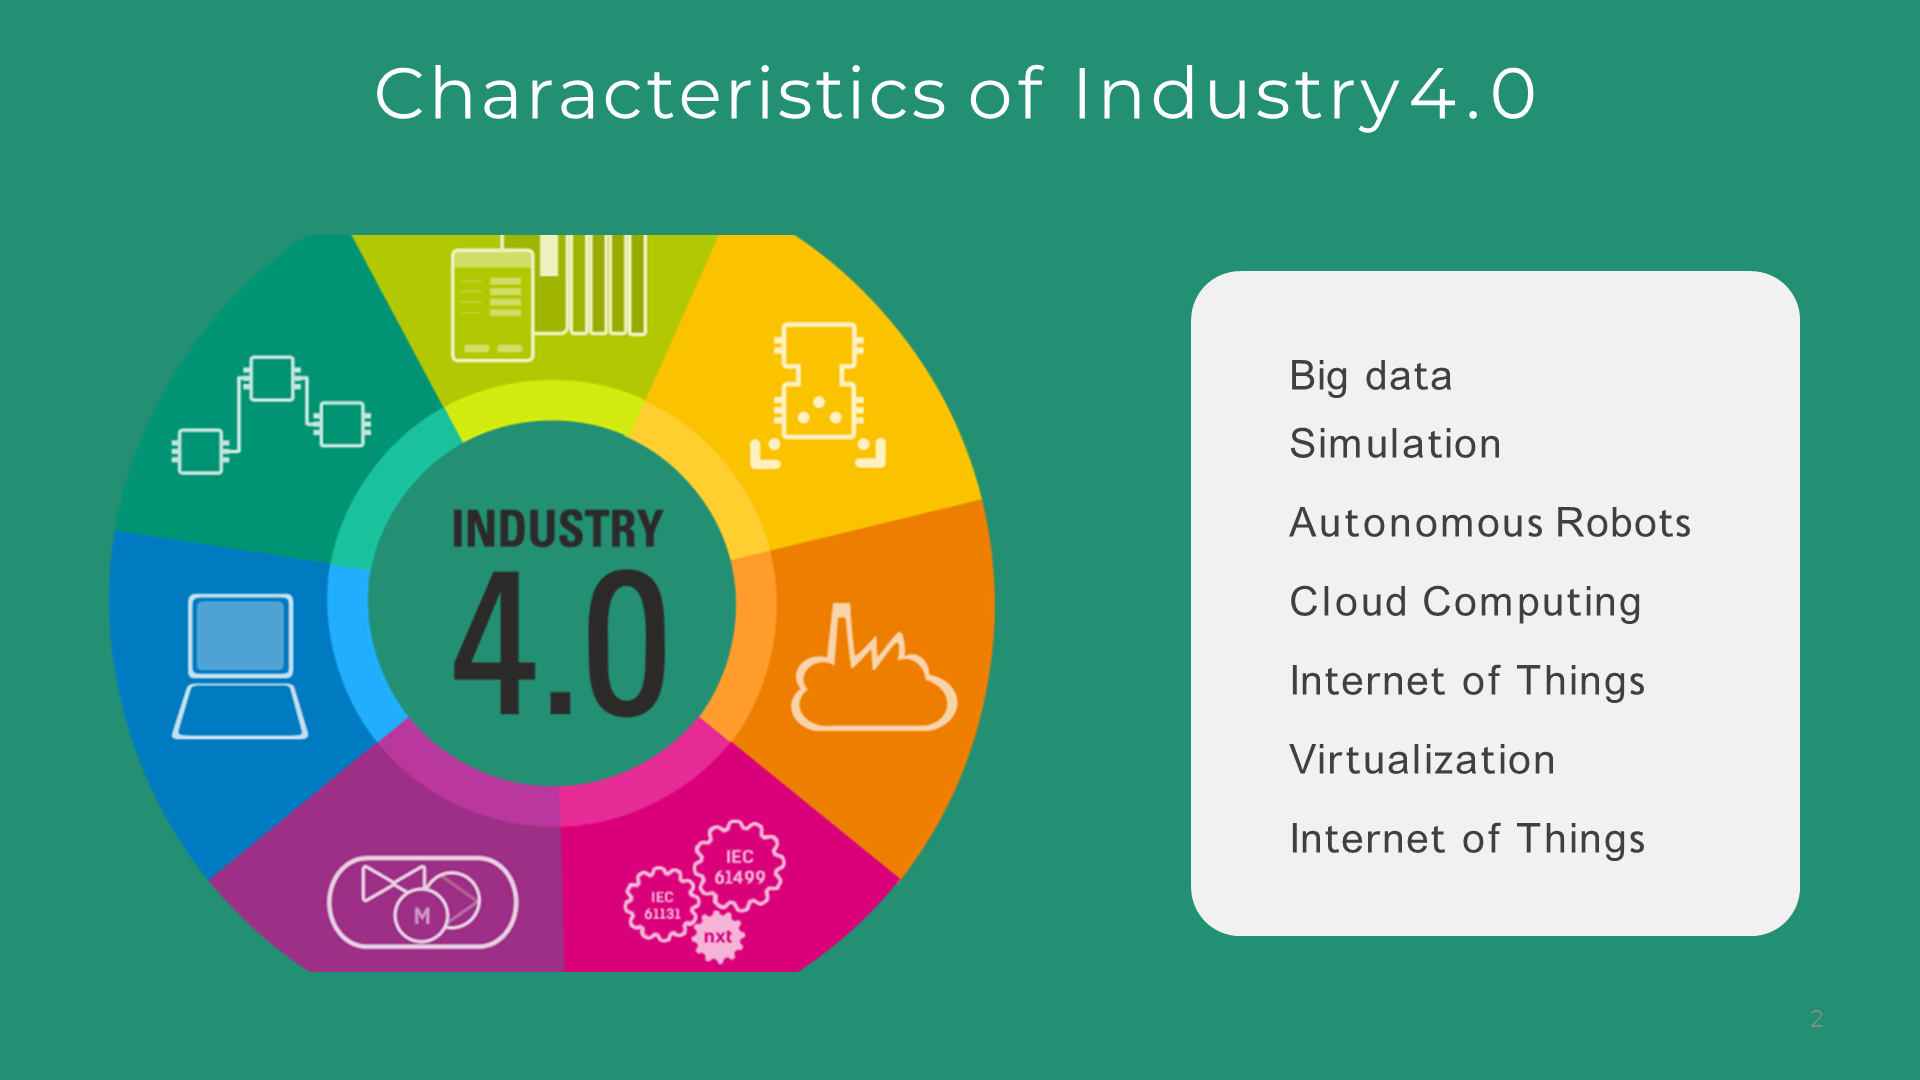 Characteristics of Industry4.0
INDUSTRY
4.0
M
IEC
61499
IEC
61131
nxt
Big data
Simulation
Autonomous Robots
Cloud Computing
Internet of Things
Virtualization
Internet of Things
2